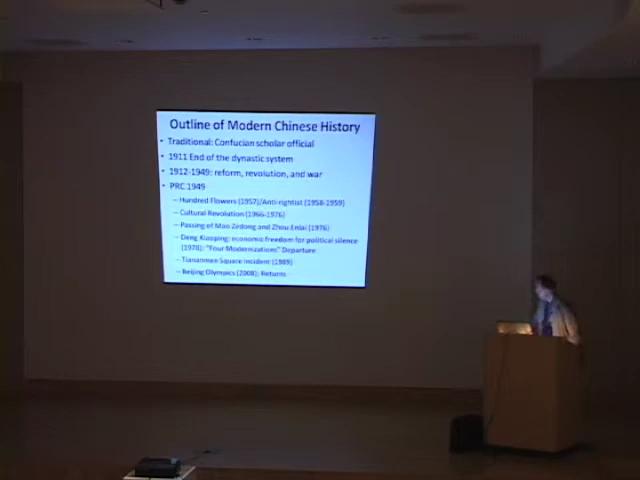 Outline of Modern Chinese History
• Traditional: Confucian scholar official
• 1911 End of the dynastic system
• 1912-1949: reform, revolution, and war
• PRC 1949
– Hundred Flowers (1957)/Anti-rightist (1958-1959)
– Cultural Revolution (1966-1976)
– Passing of Mao Zedong and Zhou Enlai (1976)
– Deng Xiaoping: economic freedom for political silence
(1978): "Four Modernizations" Departure
– Tiananmen Square Incident (1989)
– Beijing Olympics (2008): Returns